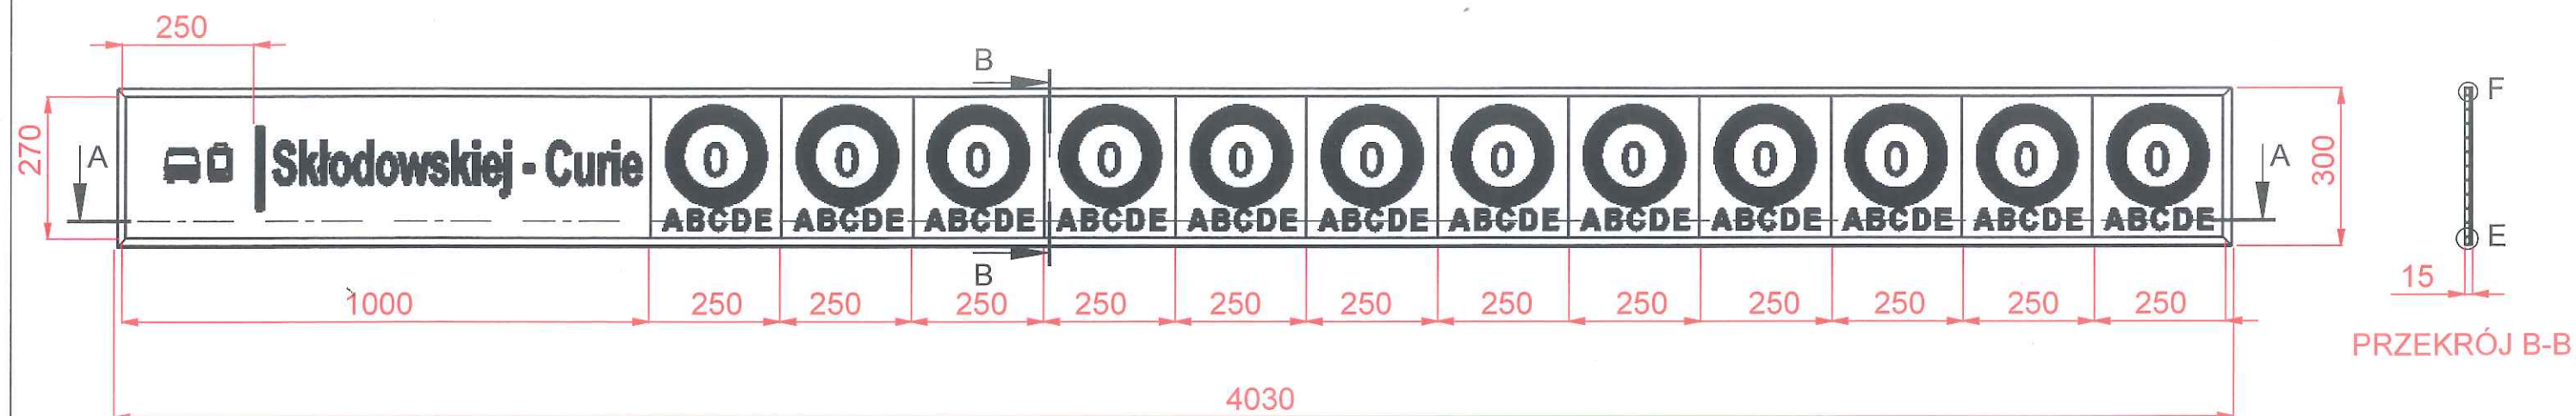 250
B
F
270
A
Skłodowskiej - Curie
0 0 0 0 0 0 0 0 0 0 0 0
A
300
ABCDE ABCDE ABCDE ABCDE ABCDE ABCDE ABCDE ABCDE ABCDE ABCDE ABCDE ABCDE
E
B
15
1000 250 250 250 250 250 250 250 250 250 250 250 250
PRZEKRÓJ B-B
4030